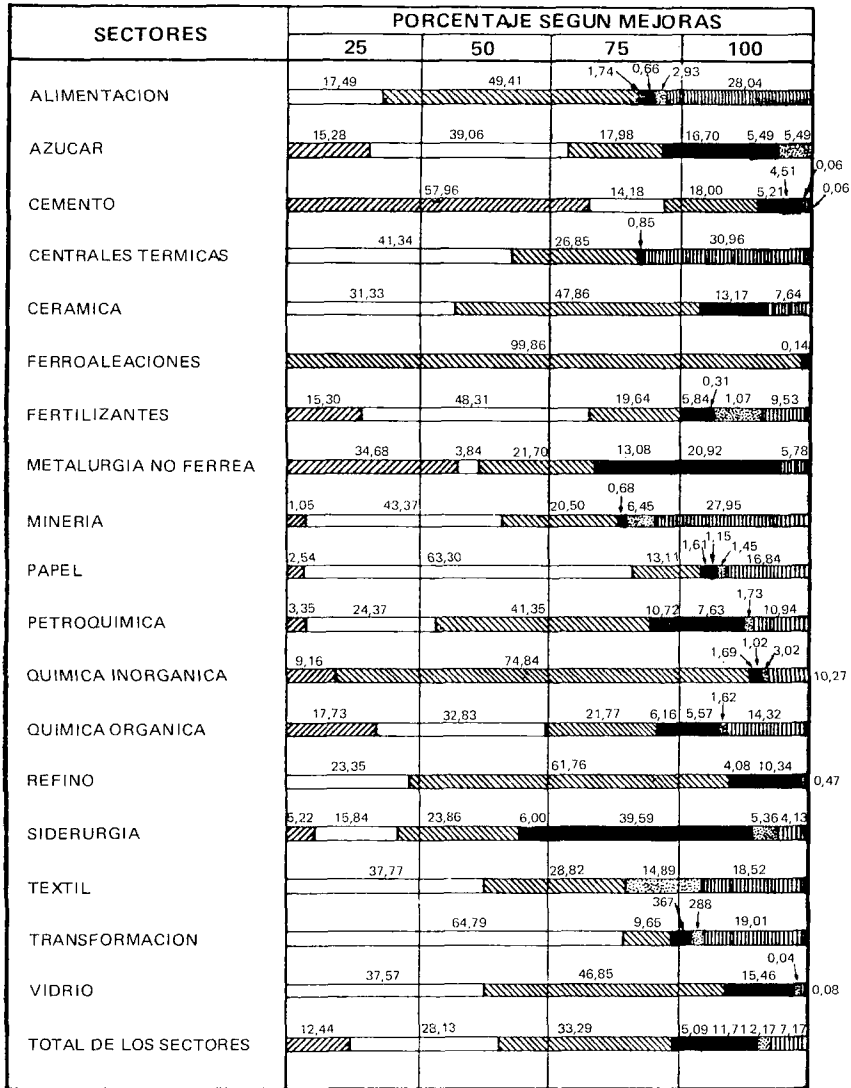 SECTORES
PORCENTAJE SEGUN MEJORAS
25 50 75 100
1,74 0,66 2,93
17,49 49,41 28,04
ALIMENTACION
15,28 39,06 17,98 16,70 5,49 5,49
AZUCAR
4,51 0,06
57,96 14,18 18,00 5,21 0,06
CEMENTO
0,85
41,34 26,85 30,96
CENTRALES TERMICAS
31,33 47,86 13,17 7,64
CERAMICA
99,86 0,14
FERROALEACIONES
0,31
15,30 48,31 19,64 5,84 1,07 9,53
FERTILIZANTES
34,68 3,84 21,70 13,08 20,92 5,78
METALURGIA NO FERREA
0,68
1,05 43,37 20,50 6,45 27,95
MINERIA
1,15
1,61 1,45
2,54 63,30 13,11 16,84
PAPEL
1,73
3,35 24,37 41,35 10,72 7,63 10,94
PETROQUIMICA
1,02
1,69 3,02
9,16 74,84
QUIMICA INORGANICA 10,27
1,62
17,73 32,83 21,77 6,16 5,57 14,32
QUIMICA ORGANICA
23,35 61,76 4,08 10,34
REFINO 0,47
5,22 15,84 23,86 6,00 39,59 5,36 4,13
SIDERURGIA
37,77 28,82 14,89 18,52
TEXTIL
367 288
64,79 9,65 19,01
TRANSFORMACION
0,04
37,57 46,85 15,46
VIDRIO 0,08
12,44 28,13 33,29 5,09 11,71 2,17 7,17
TOTAL DE LOS SECTORES